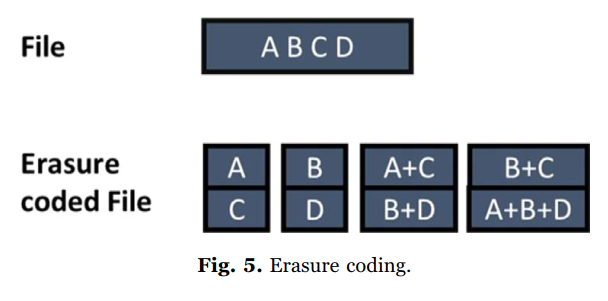 File
A B C D
Erasure
coded File
A B A+C B+C
C D B+D A+B+D
Fig. 5. Erasure coding.